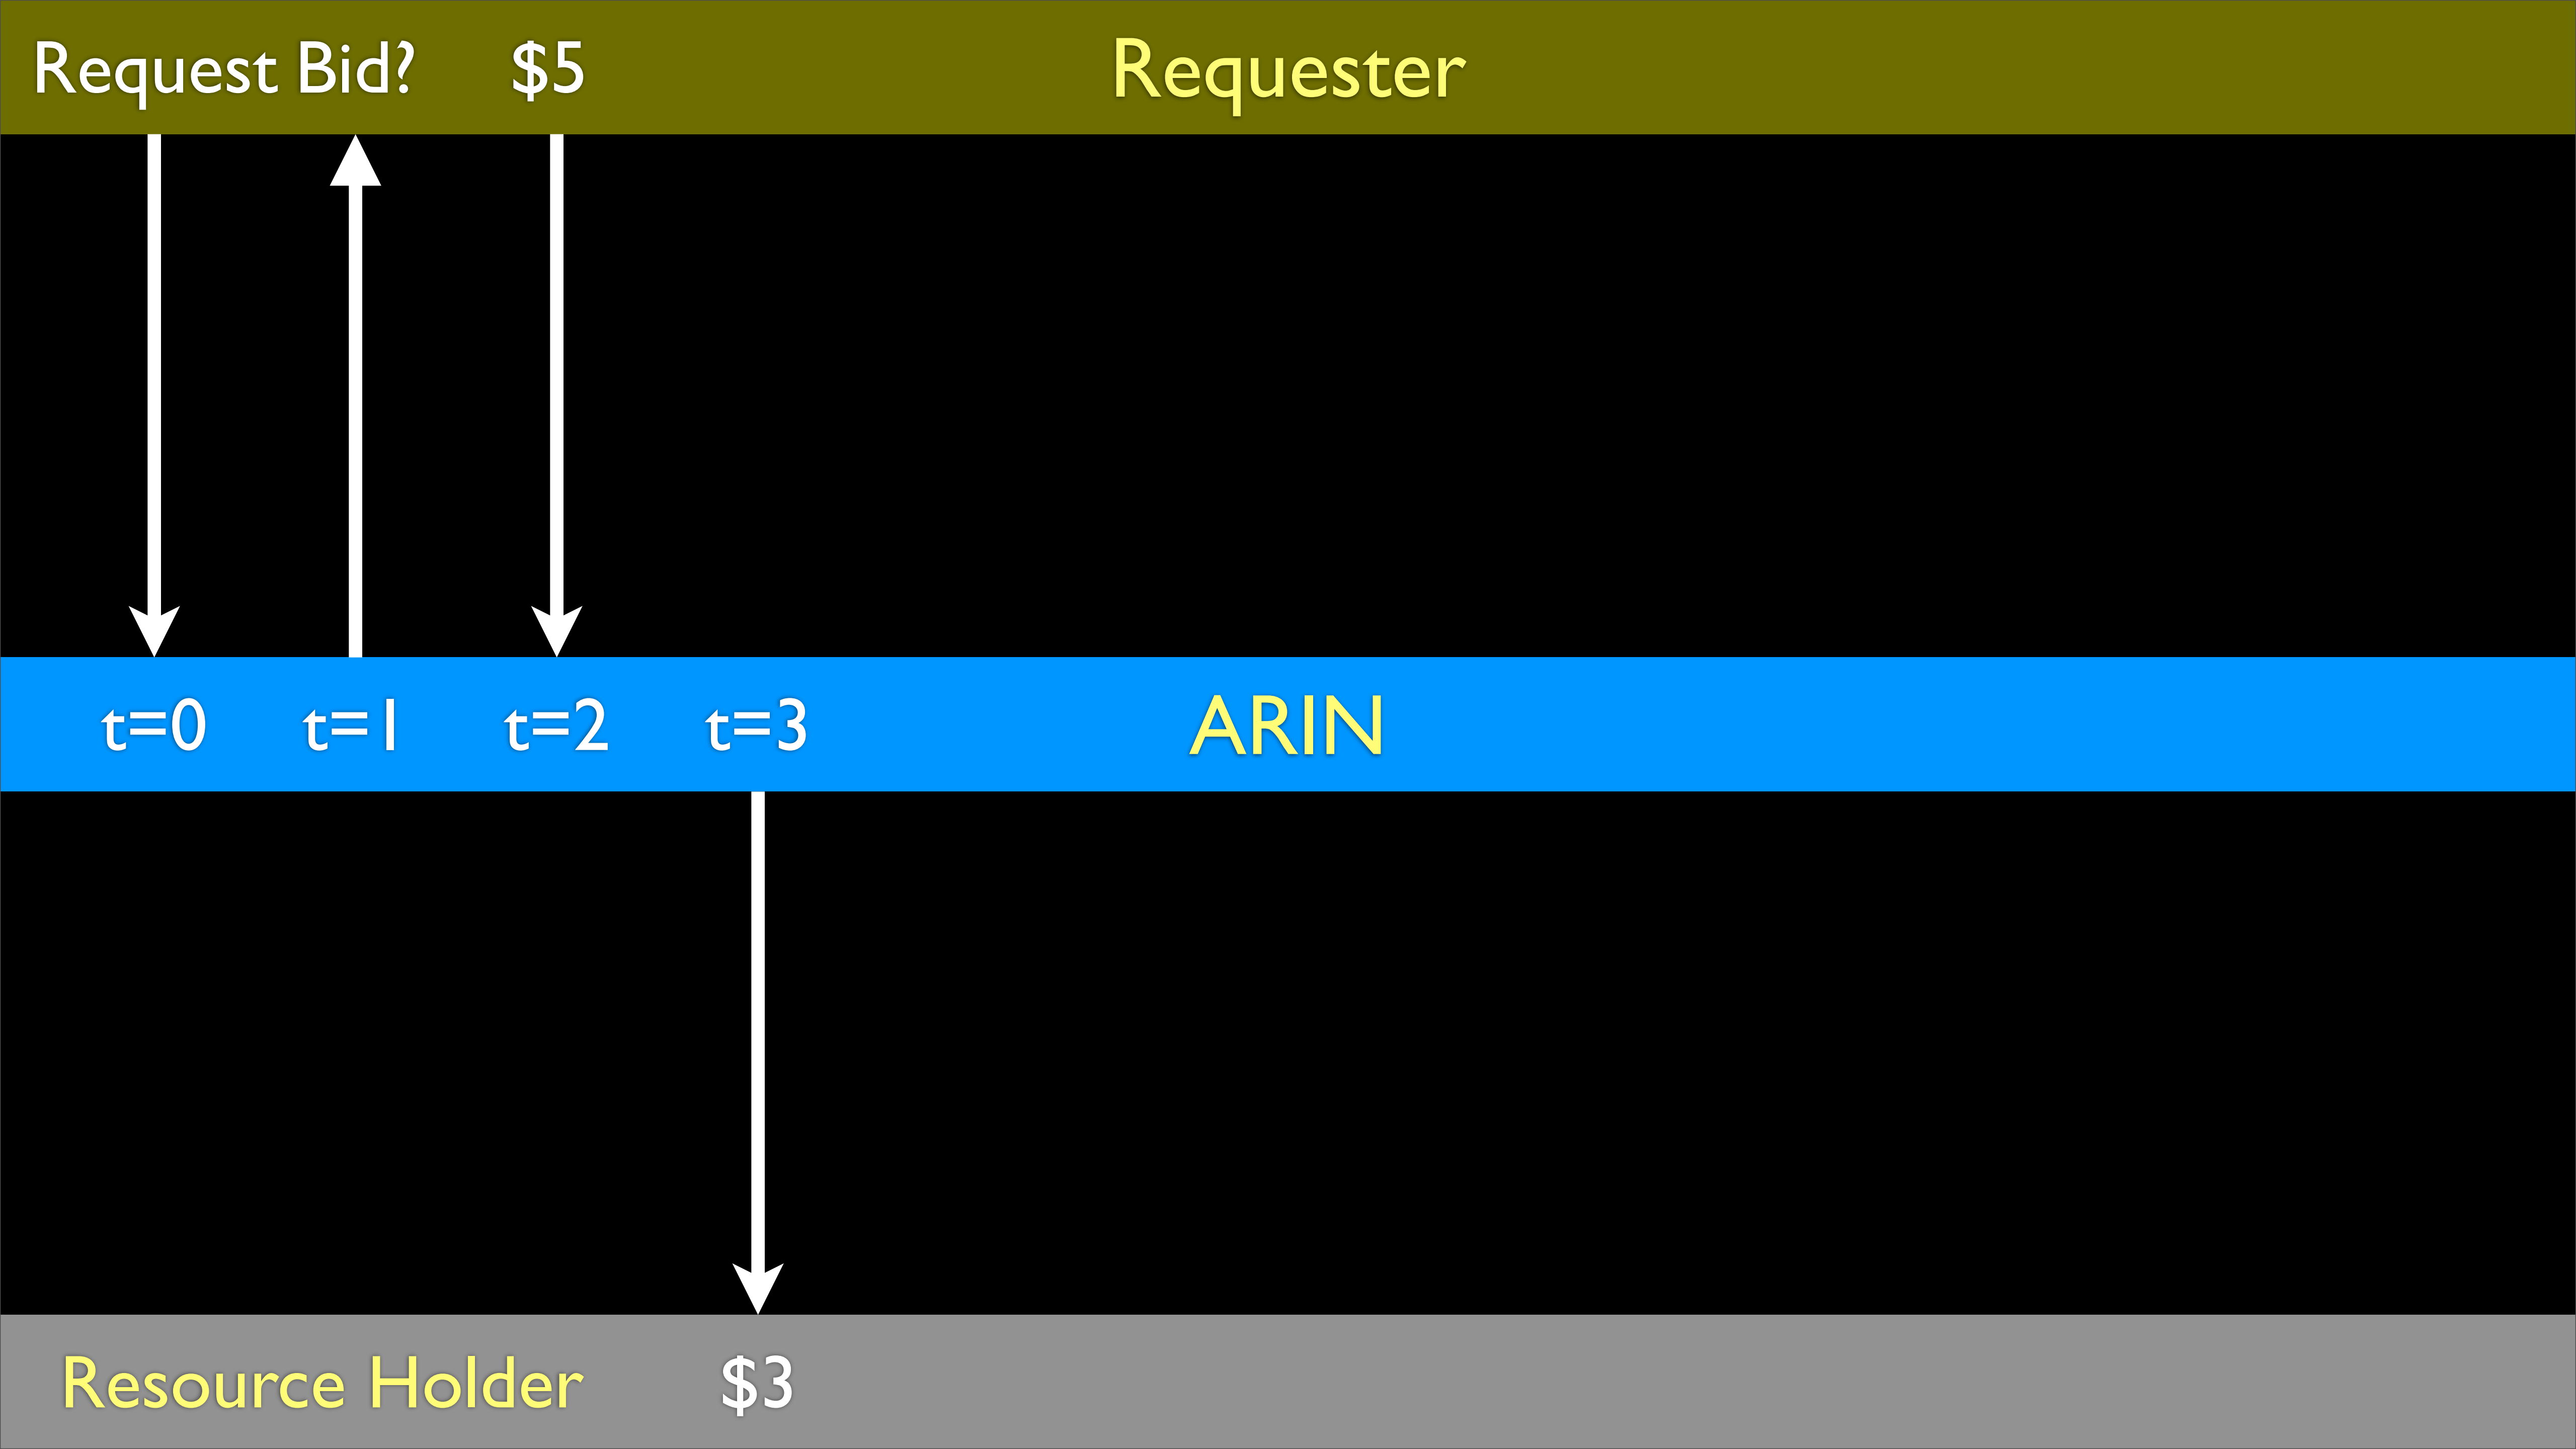 Request Bid? $5 Requester
t=0 t=1 t=2 t=3 ARIN
Resource Holder $3